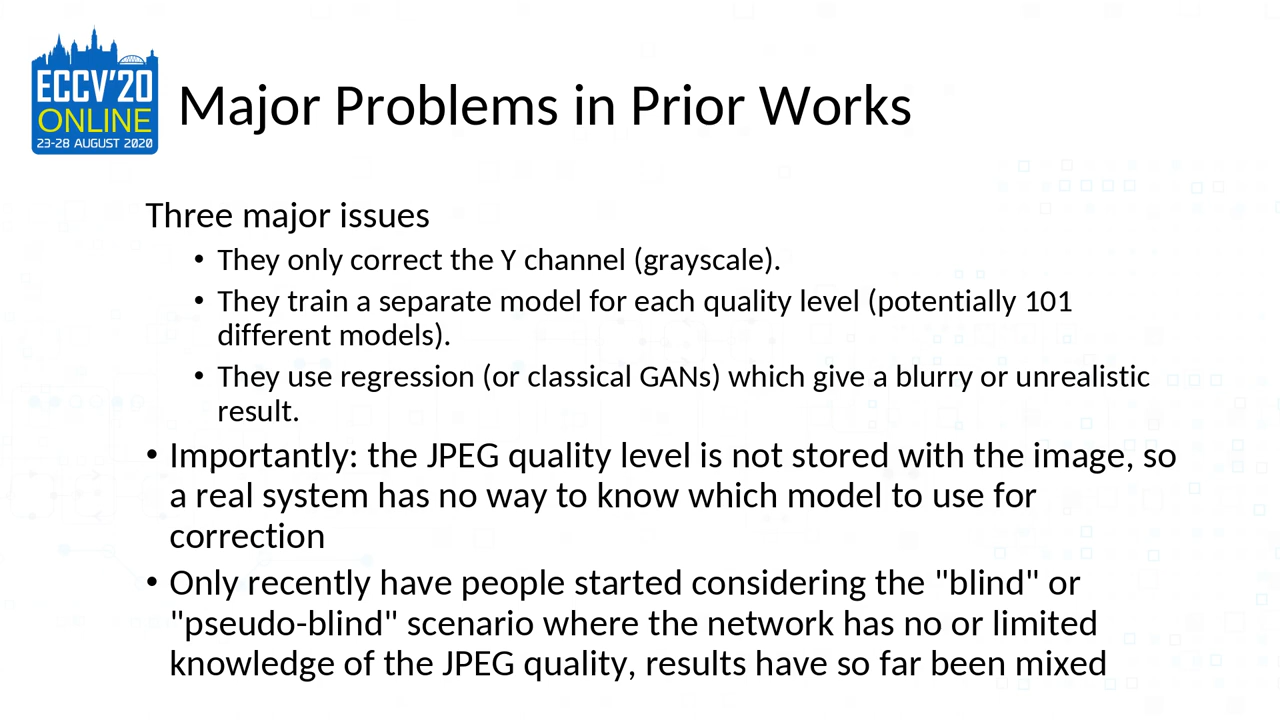 ECCV'20
ONLINE
23-28 AUGUST 2020
Major Problems in Prior Works
Three major issues
• They only correct the Y channel (grayscale).
• They train a separate model for each quality level (potentially 101
different models).
• They use regression (or classical GANs) which give a blurry or unrealistic
result.
• Importantly: the JPEG quality level is not stored with the image, so
a real system has no way to know which model to use for
correction
• Only recently have people started considering the "blind" or
"pseudo-blind" scenario where the network has no or limited
knowledge of the JPEG quality, results have so far been mixed